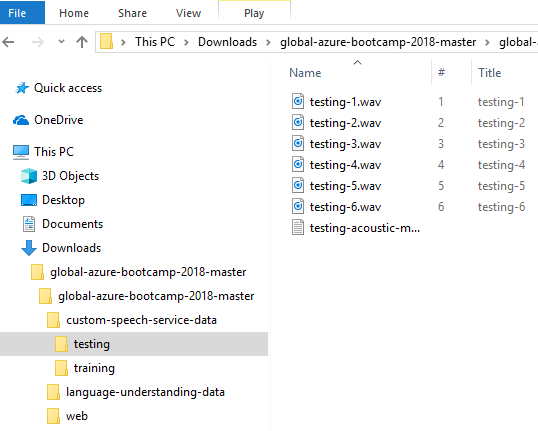 File Home Share View Play
This PC Downloads global-azure-bootcamp-2018-master global-
Name # Title
Quick access
OneDrive
This PC
3D Objects
Desktop
Documents
Downloads
global-azure-bootcamp-2018-master
global-azure-bootcamp-2018-master
custom-speech-service-data
testing
training
language-understanding-data
web
testing-1.wav 1 testing-1
testing-2.wav 2 testing-2
testing-3.wav 3 testing-3
testing-4.wav 4 testing-4
testing-5.wav 5 testing-5
testing-6.wav 6 testing-6
testing-acoustic-m...